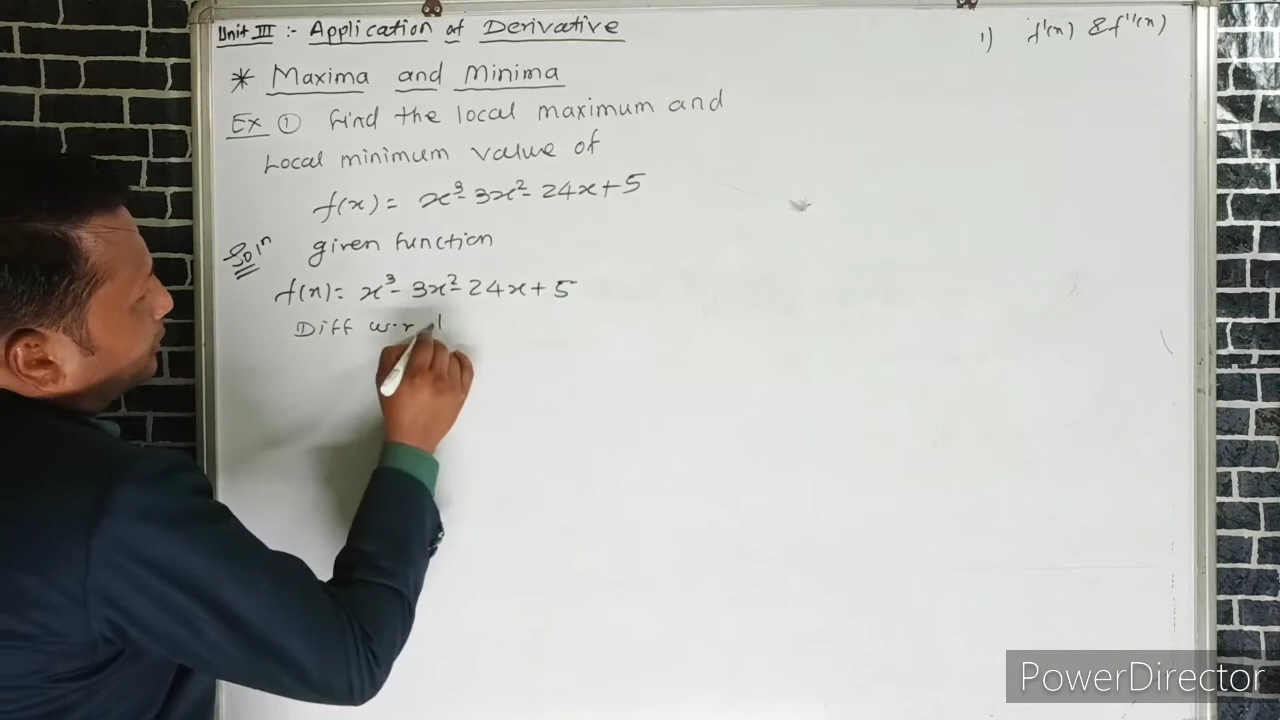 Unit III :- Application of Derivative
1) f'(x) & f''(x)
* Maxima and Minima
Ex ① Find the local maximum and
Local minimum value of
f(x) = x³ - 3x² - 24x + 5
Soln given function
f(x) = x³ - 3x² - 24x + 5
Diff w.r.t
PowerDirector